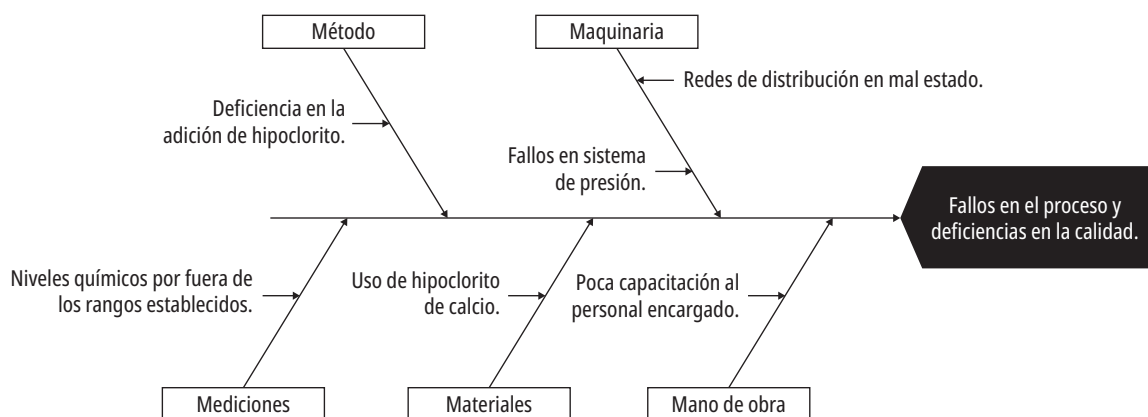 Método
Maquinaria
Redes de distribución en mal estado.
Deficiencia en la
adición de hipoclorito.
Fallos en sistema
de presión.
Fallos en el proceso y
deficiencias en la calidad.
Niveles químicos por fuera de
los rangos establecidos.
Uso de hipoclorito
de calcio.
Poca capacitación al
personal encargado.
Mediciones
Materiales
Mano de obra